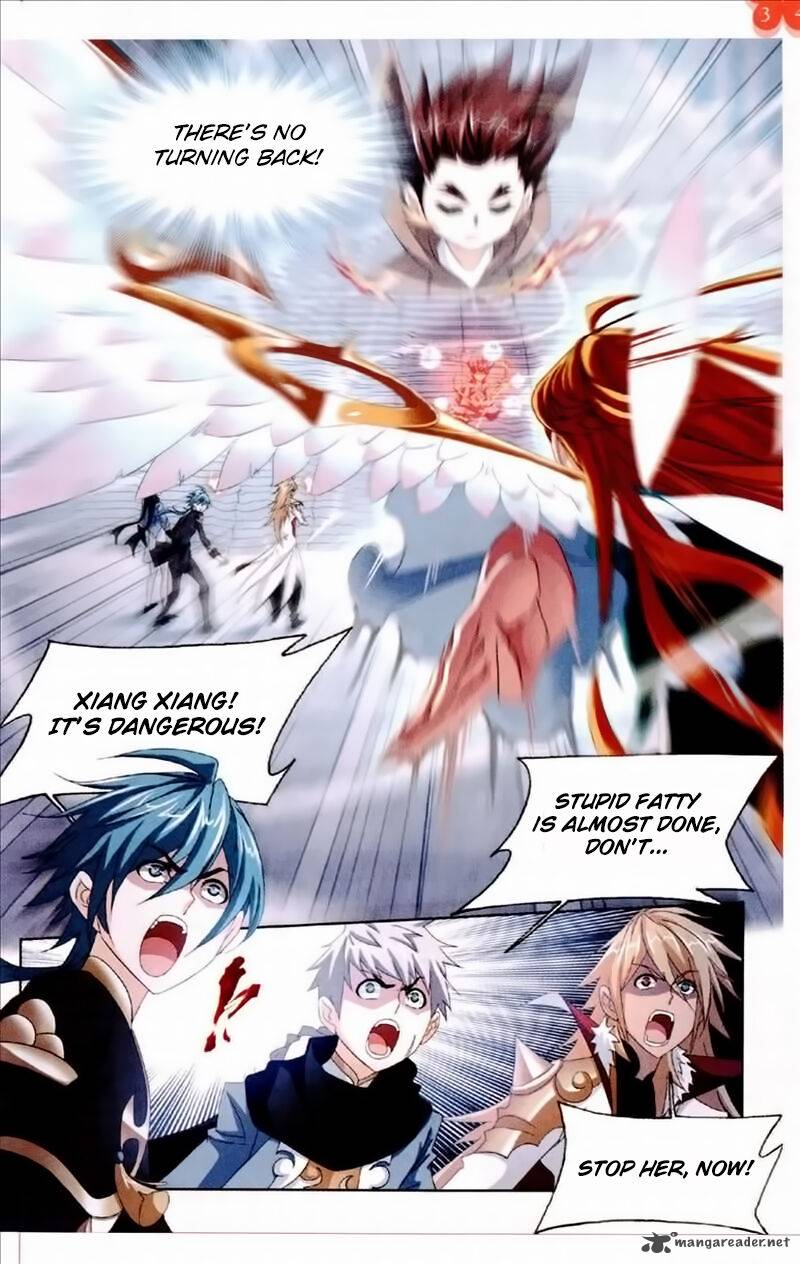 3 4
THERE'S NO
TURNING BACK!
XIANG XIANG!
IT'S DANGEROUS!
STUPID FATTY
IS ALMOST DONE,
DON'T...
!?
STOP HER, NOW!
mangareader.net